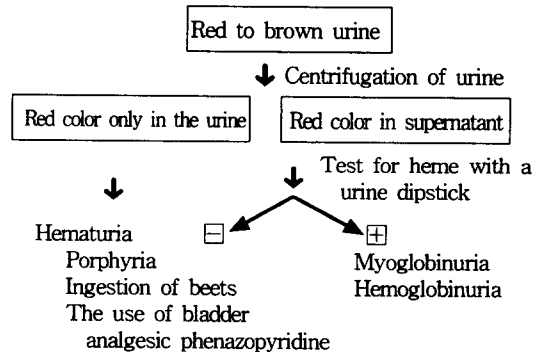 Red to brown urine
Centrifugation of urine
Red color only in the urine
Red color in supernatant
Test for heme with a
urine dipstick
Hematuria
−
Porphyria
Ingestion of beets
The use of bladder
analgesic phenazopyridine
+
Myoglobinuria
Hemoglobinuria